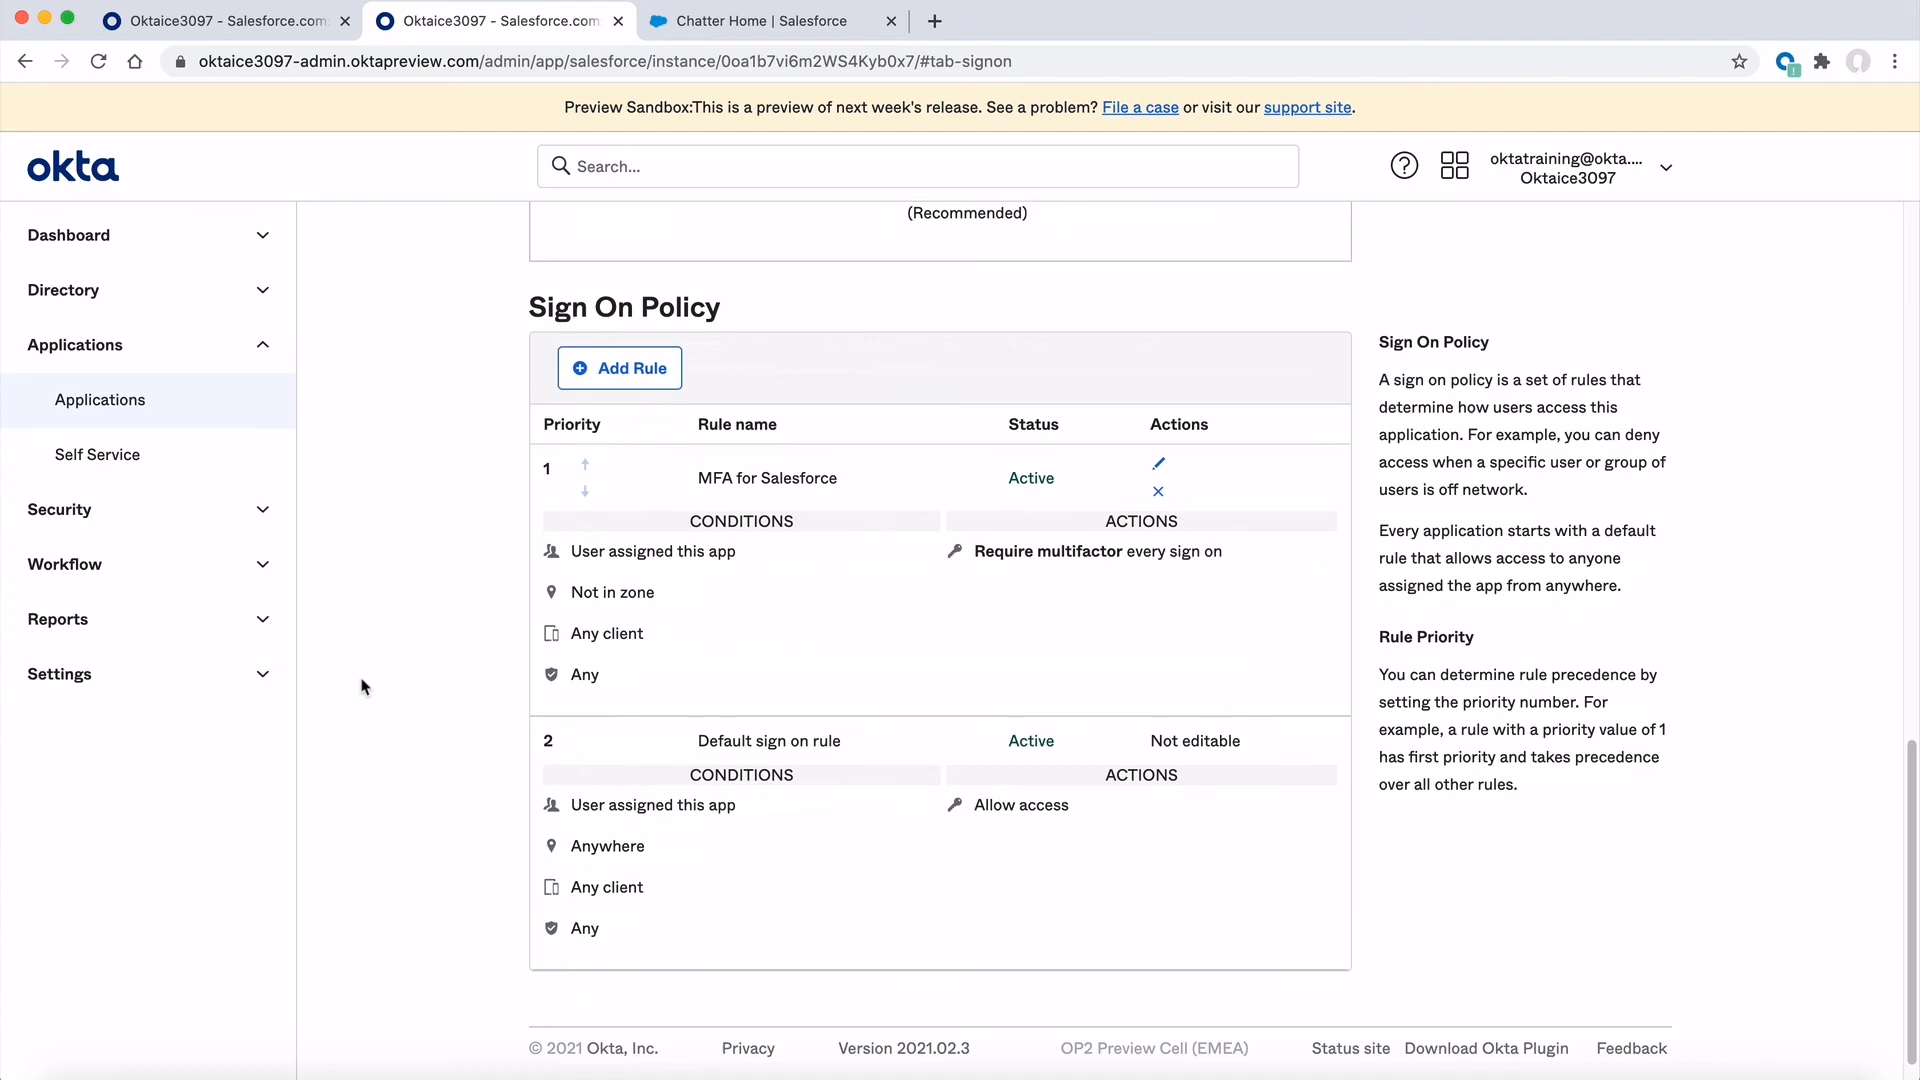 Oktaice3097 - Salesforce.com
Oktaice3097 - Salesforce.com
Chatter Home | Salesforce
oktaice3097-admin.oktapreview.com/admin/app/salesforce/instance/0oa1b7vi6m2WS4Kyb0x7/#tab-signon
Preview Sandbox:This is a preview of next week's release. See a problem? File a case or visit our support site.
okta
Search...
oktatraining@okta....
Oktaice3097
Dashboard
Directory
Applications
Applications
Self Service
Security
Workflow
Reports
Settings
(Recommended)
Sign On Policy
Add Rule
Priority Rule name Status Actions
1 MFA for Salesforce Active
CONDITIONS ACTIONS
User assigned this app Require multifactor every sign on
Not in zone
Any client
Any
2 Default sign on rule Active Not editable
CONDITIONS ACTIONS
User assigned this app Allow access
Anywhere
Any client
Any
Sign On Policy
A sign on policy is a set of rules that
determine how users access this
application. For example, you can deny
access when a specific user or group of
users is off network.
Every application starts with a default
rule that allows access to anyone
assigned the app from anywhere.
Rule Priority
You can determine rule precedence by
setting the priority number. For
example, a rule with a priority value of 1
has first priority and takes precedence
over all other rules.
© 2021 Okta, Inc. Privacy Version 2021.02.3 OP2 Preview Cell (EMEA) Status site Download Okta Plugin Feedback